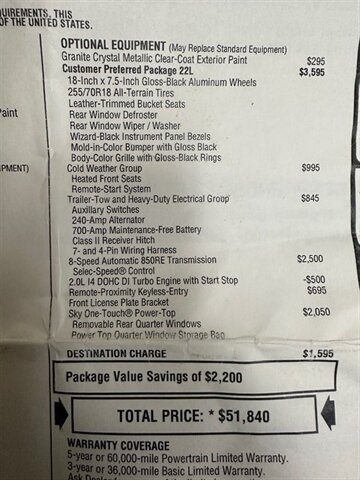 QUIREMENTS. THIS
OF THE UNITED STATES.
OPTIONAL EQUIPMENT (May Replace Standard Equipment)
Granite Crystal Metallic Clear-Coat Exterior Paint $295
Customer Preferred Package 22L $3,595
18-Inch x 7.5-Inch Gloss-Black Aluminum Wheels
255/70R18 All-Terrain Tires
Leather-Trimmed Bucket Seats
Paint Rear Window Defroster
Rear Window Wiper / Washer
Wizard-Black Instrument Panel Bezels
Mold-in-Color Bumper with Gloss Black
Body-Color Grille with Gloss-Black Rings
IPMENT) Cold Weather Group $995
Heated Front Seats
Remote-Start System
Trailer-Tow and Heavy-Duty Electrical Group $845
Auxiliary Switches
240-Amp Alternator
700-Amp Maintenance-Free Battery
Class II Receiver Hitch
7- and 4-Pin Wiring Harness
8-Speed Automatic 850RE Transmission $2,500
Selec-Speed® Control
2.0L I4 DOHC DI Turbo Engine with Start Stop -$500
Remote-Proximity Keyless-Entry $695
Front License Plate Bracket
Sky One-Touch® Power-Top $2,050
Removable Rear Quarter Windows
Power Top Quarter Window Storage Bag
DESTINATION CHARGE $1,595
Package Value Savings of $2,200
TOTAL PRICE: * $51,840
WARRANTY COVERAGE
5-year or 60,000-mile Powertrain Limited Warranty.
3-year or 36,000-mile Basic Limited Warranty.
Ask Dealer